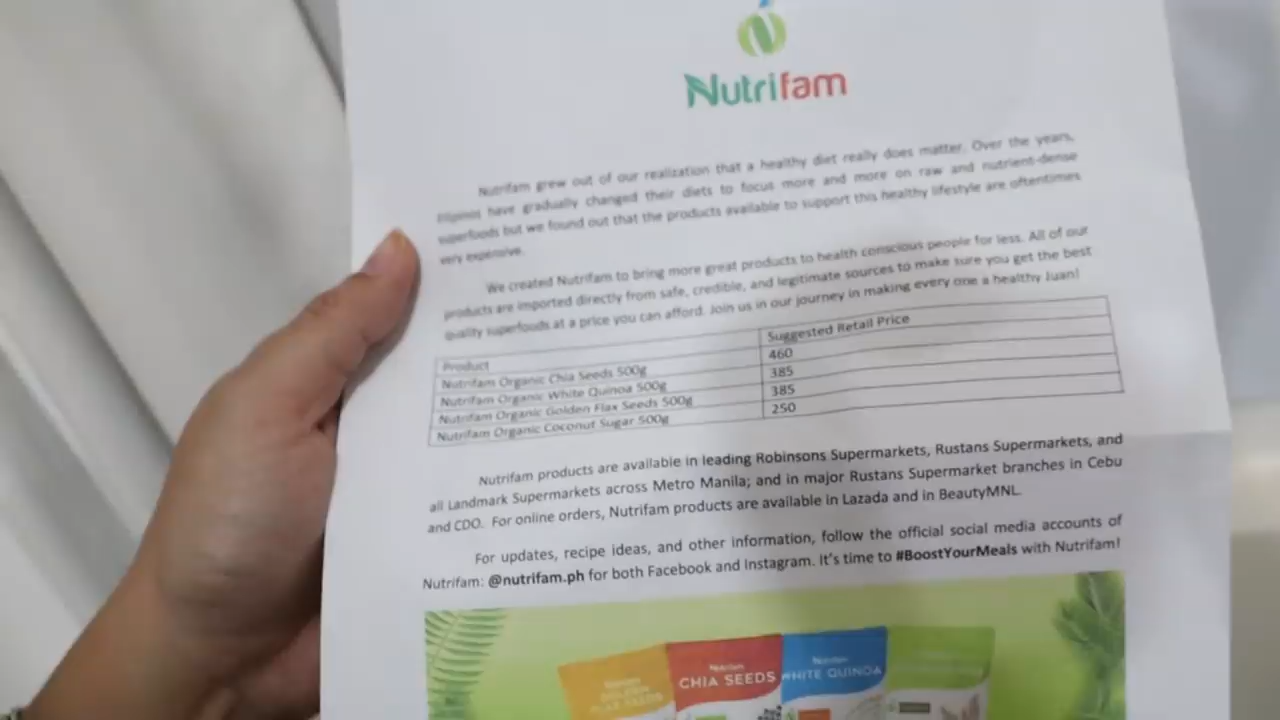 Nutrifam
Nutrifam grew out of our realization that a healthy diet really does matter. Over the years,
Filipinos have gradually changed their diets to focus more and more on raw and nutrient-dense
superfoods but we found out that the products available to support this healthy lifestyle are oftentimes
very expensive.
We created Nutrifam to bring more great products to health conscious people for less. All of our
products are imported directly from safe, credible, and legitimate sources to make sure you get the best
quality superfoods at a price you can afford. Join us in our journey in making every one a healthy Juan!
Product Suggested Retail Price
Nutrifam Organic Chia Seeds 500g 460
Nutrifam Organic White Quinoa 500g 385
Nutrifam Organic Golden Flax Seeds 500g 385
Nutrifam Organic Coconut Sugar 500g 250
Nutrifam products are available in leading Robinsons Supermarkets, Rustans Supermarkets, and
all Landmark Supermarkets across Metro Manila; and in major Rustans Supermarket branches in Cebu
and CDO. For online orders, Nutrifam products are available in Lazada and in BeautyMNL.
For updates, recipe ideas, and other information, follow the official social media accounts of
Nutrifam: @nutrifam.ph for both Facebook and Instagram. It's time to #BoostYourMeals with Nutrifam!
Nutrifam
GOLDEN
FLAX SEEDS
Nutrifam
CHIA SEEDS
Nutrifam
WHITE QUINOA